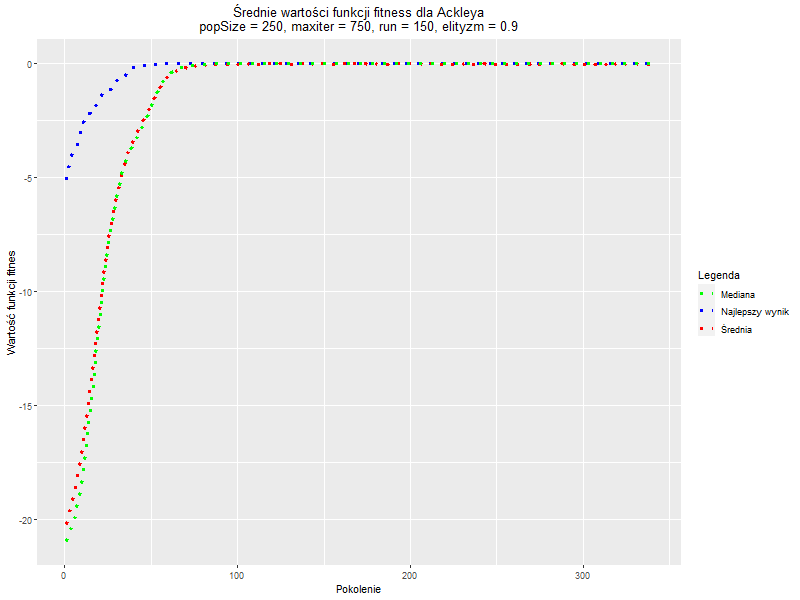 Średnie wartości funkcji fitness dla Ackleya
popSize = 250, maxiter = 750, run = 150, elityzm = 0.9
0
-5
-10
-15
-20
Wartość funkcji fitnes
0
100
200
300
Pokolenie
Legenda
Mediana
Najlepszy wynik
Średnia